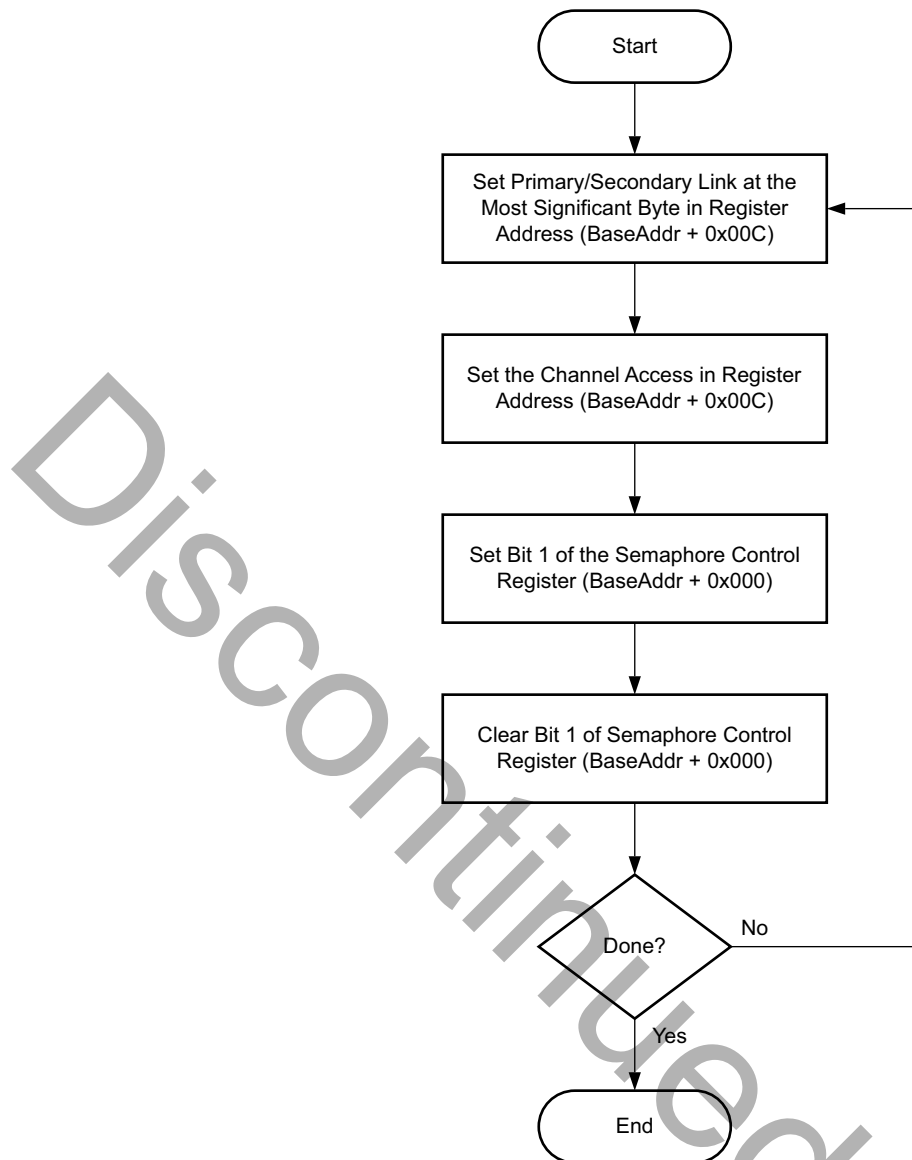 Start
Set Primary/Secondary Link at the
Most Significant Byte in Register
Address (BaseAddr + 0x00C)
Set the Channel Access in Register
Address (BaseAddr + 0x00C)
Set Bit 1 of the Semaphore Control
Register (BaseAddr + 0x000)
Clear Bit 1 of Semaphore Control
Register (BaseAddr + 0x000)
Done?
No
Yes
End
Discontinued